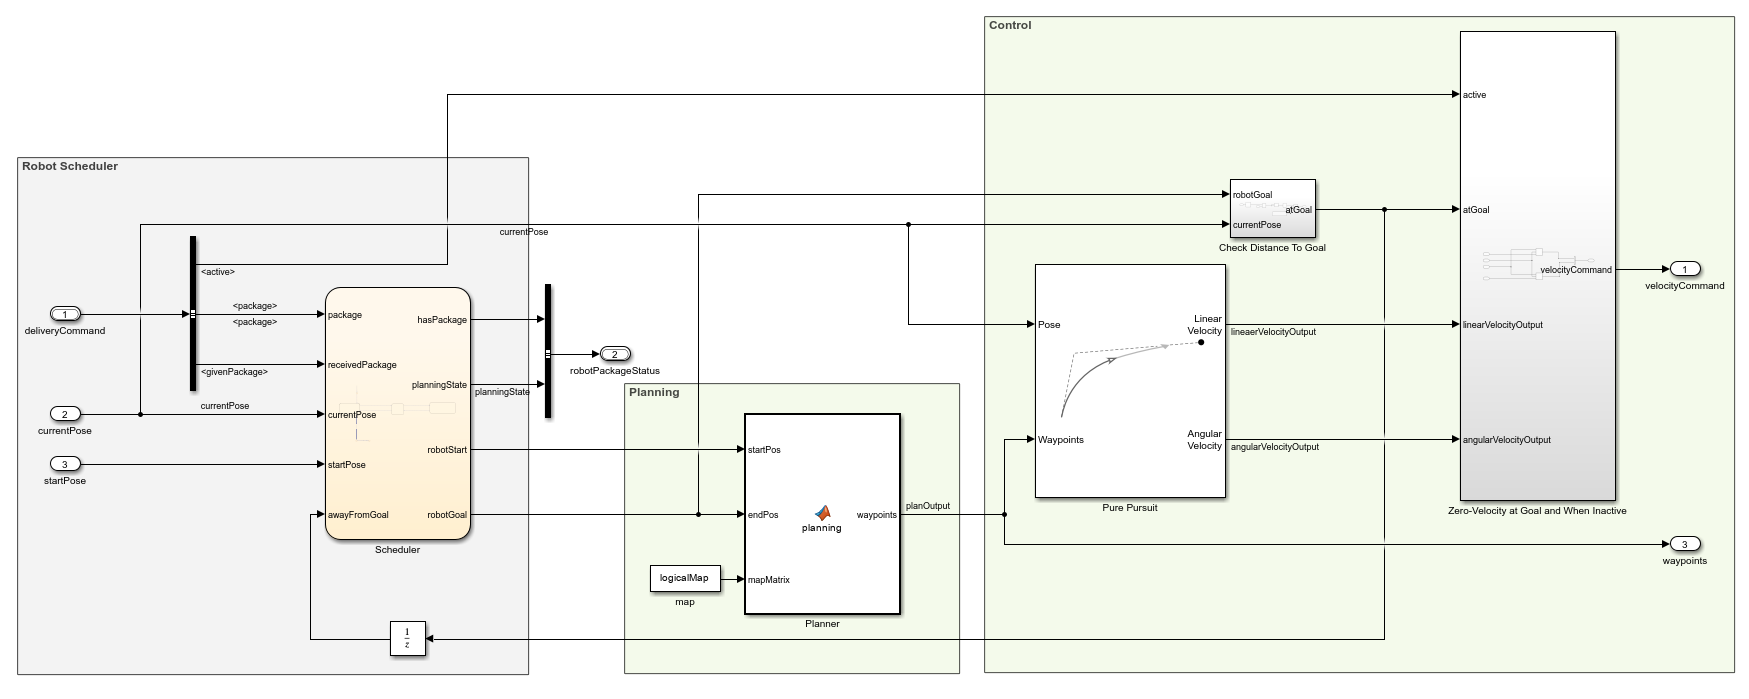 Control
active
Robot Scheduler
robotGoal
atGoal
atGoal
currentPose
currentPose
Check Distance To Goal
<active>
velocityCommand
1
velocityCommand
<package>
<package>
1
deliveryCommand
package
hasPackage
Pose
Linear
Velocity
lineaerVelocityOutput
linearVelocityOutput
2
robotPackageStatus
receivedPackage
<givenPackage>
planningState
planningState
Planning
currentPose
2
currentPose
currentPose
Waypoints
Angular
Velocity
angularVelocityOutput
angularVelocityOutput
robotStart
startPos
3
startPose
startPose
Pure Pursuit
Zero-Velocity at Goal and When Inactive
awayFromGoal
robotGoal
endPos
planning
waypoints
planOutput
Scheduler
3
waypoints
logicalMap
map
mapMatrix
Planner
1
z